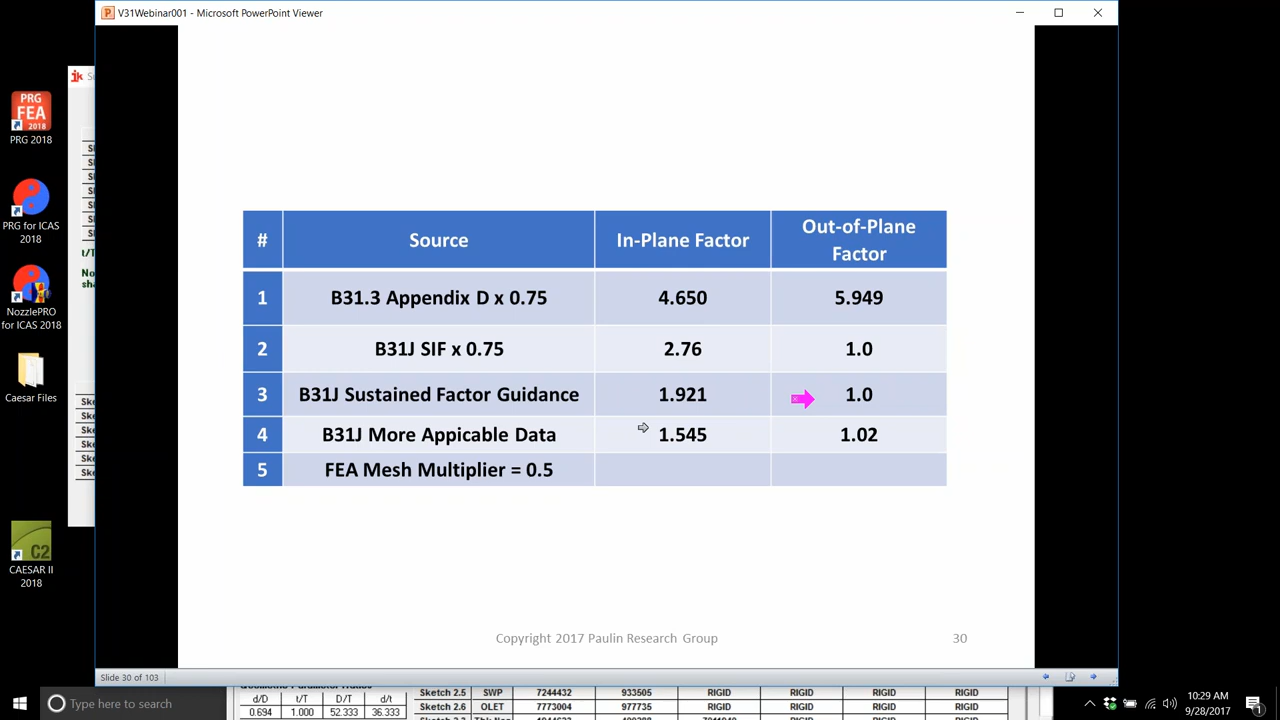 V31Webinar001 - Microsoft PowerPoint Viewer
PRG
FEA
2018
PRG 2018
PRG for ICAS
2018
NozzlePRO
for ICAS 2018
Caesar Files
C2
CAESAR II
2018
# Source In-Plane Factor Out-of-Plane Factor
1 B31.3 Appendix D x 0.75 4.650 5.949
2 B31J SIF x 0.75 2.76 1.0
3 B31J Sustained Factor Guidance 1.921 1.0
4 B31J More Appicable Data 1.545 1.02
5 FEA Mesh Multiplier = 0.5
Copyright 2017 Paulin Research Group 30
Slide 30 of 103
d/D t/T D/T d/t
0.694 1.000 52.333 36.333
Sketch 2.5 SWP 7244432 933505 RIGID RIGID RIGID RIGID
Sketch 2.6 OLET 7773004 977735 RIGID RIGID RIGID RIGID
Type here to search
10:29 AM
9/28/2017